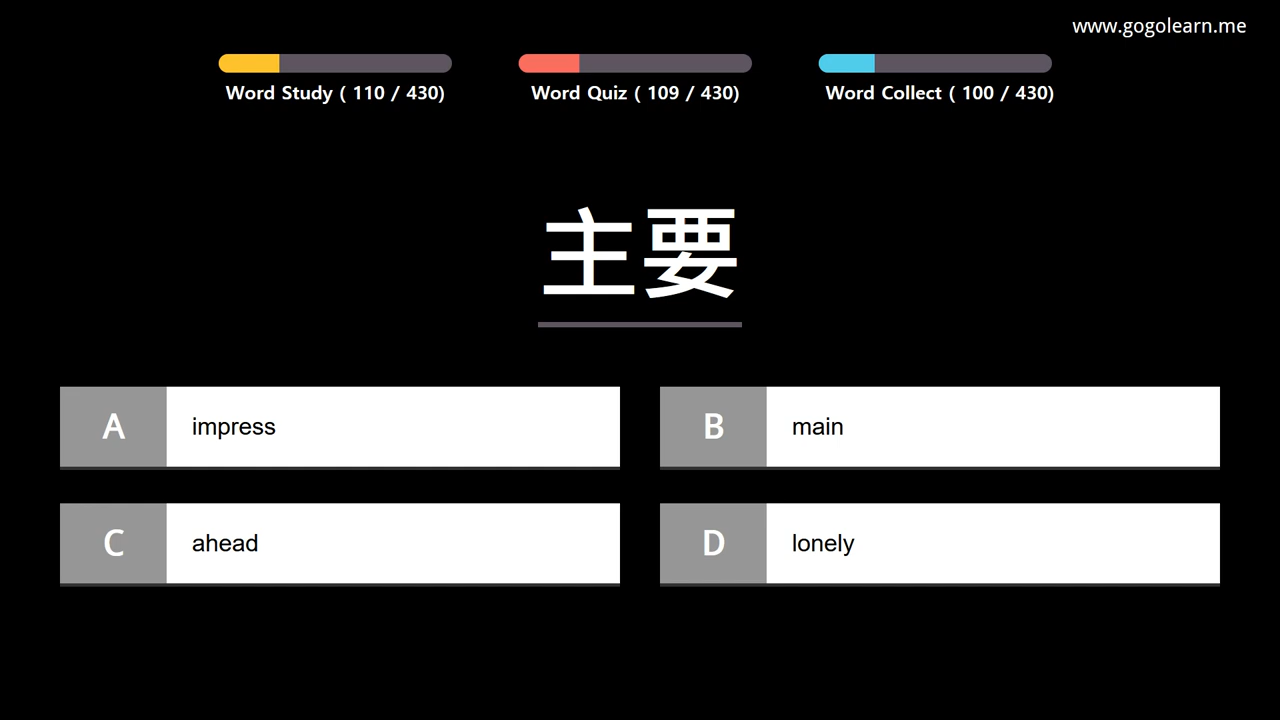 www.gogolearn.me
Word Study ( 110 / 430)
Word Quiz ( 109 / 430)
Word Collect ( 100 / 430)
主要
A impress
B main
C ahead
D lonely